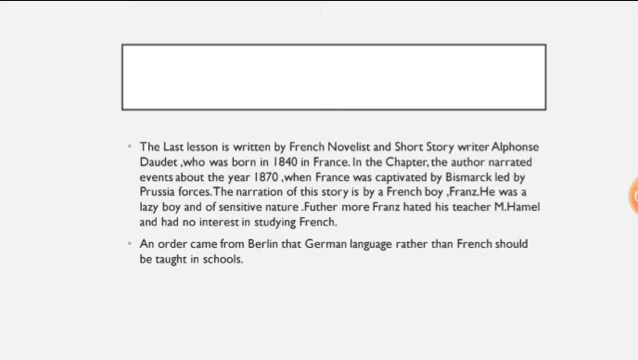 • The Last lesson is written by French Novelist and Short Story writer Alphonse
Daudet ,who was born in 1840 in France. In the Chapter, the author narrated
events about the year 1870 ,when France was captivated by Bismarck led by
Prussia forces.The narration of this story is by a French boy ,Franz.He was a
lazy boy and of sensitive nature .Futher more Franz hated his teacher M.Hamel
and had no interest in studying French.
• An order came from Berlin that German language rather than French should
be taught in schools.